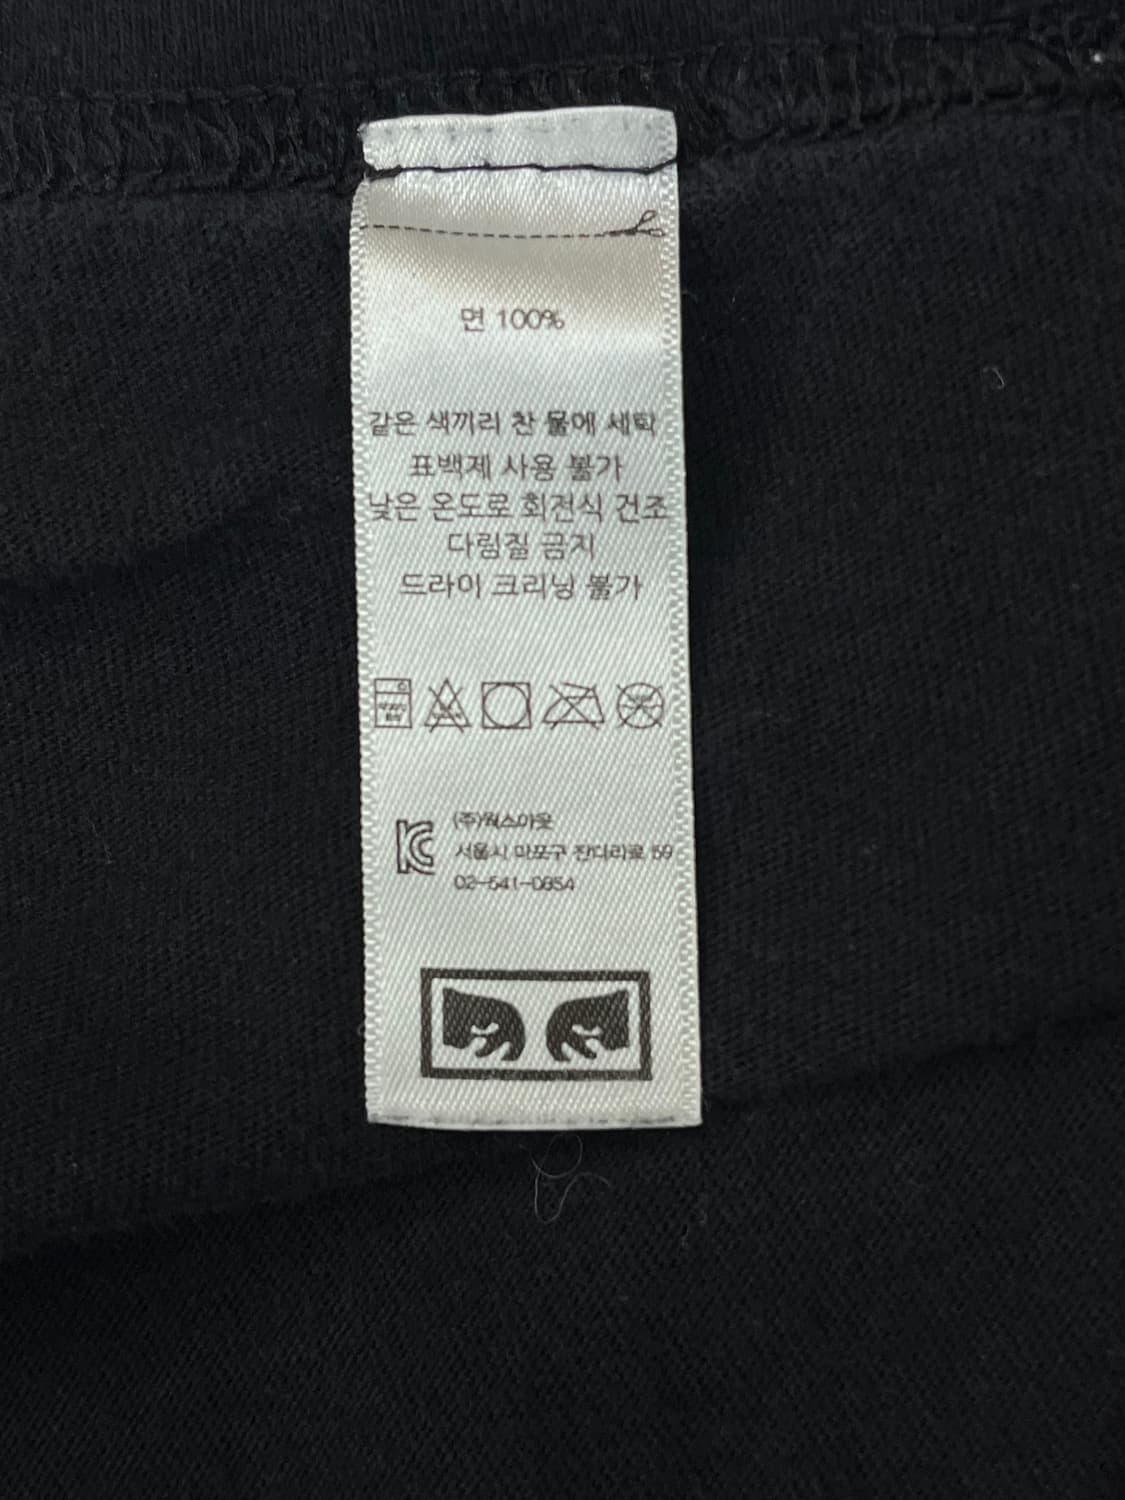 면 100%
같은 색끼리 찬 물에 세탁
표백제 사용 불가
낮은 온도로 회전식 건조
다림질 금지
드라이 크리닝 불가
(주)웍스아웃
서울시 마포구 잔다리로 59
02-541-0854